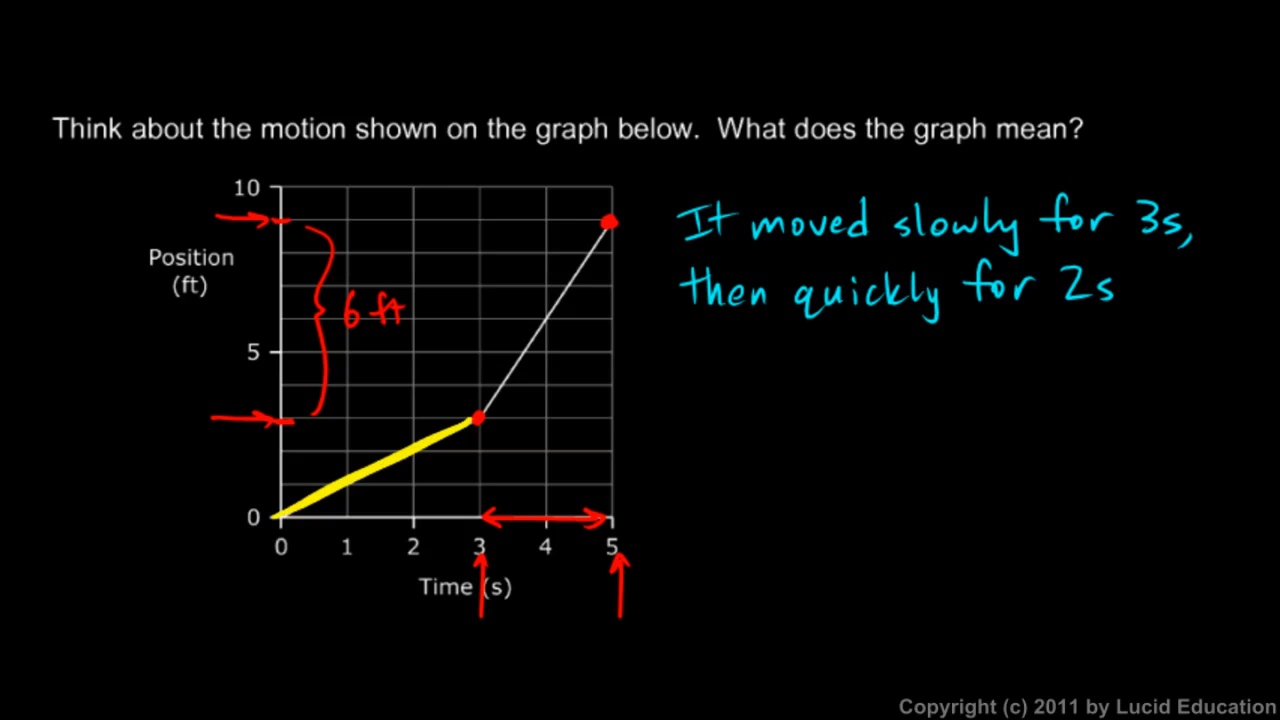 Think about the motion shown on the graph below. What does the graph mean?
10
Position
(ft)
5
0
6 ft
0 1 2 3 4 5
Time (s)
It moved slowly for 3s,
then quickly for 2s
Copyright (c) 2011 by Lucid Education